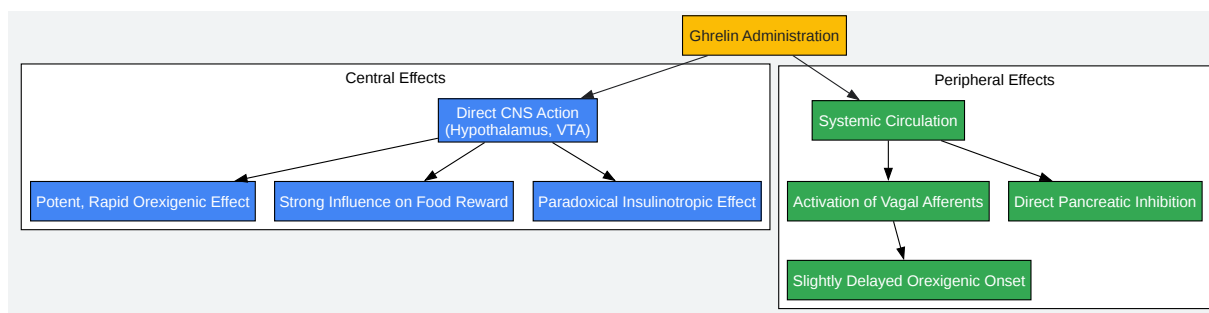 Ghrelin Administration
Central Effects
Peripheral Effects
Direct CNS Action
(Hypothalamus, VTA)
Systemic Circulation
Potent, Rapid Orexigenic Effect
Strong Influence on Food Reward
Paradoxical Insulinotropic Effect
Activation of Vagal Afferents
Direct Pancreatic Inhibition
Slightly Delayed Orexigenic Onset